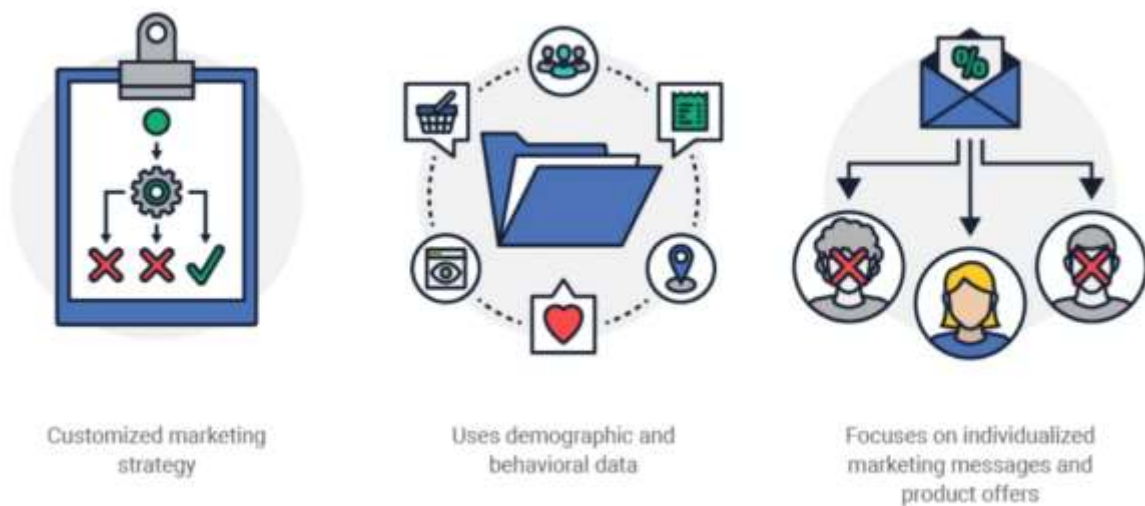 %
Customized marketing
strategy
Uses demographic and
behavioral data
Focuses on individualized
marketing messages and
product offers